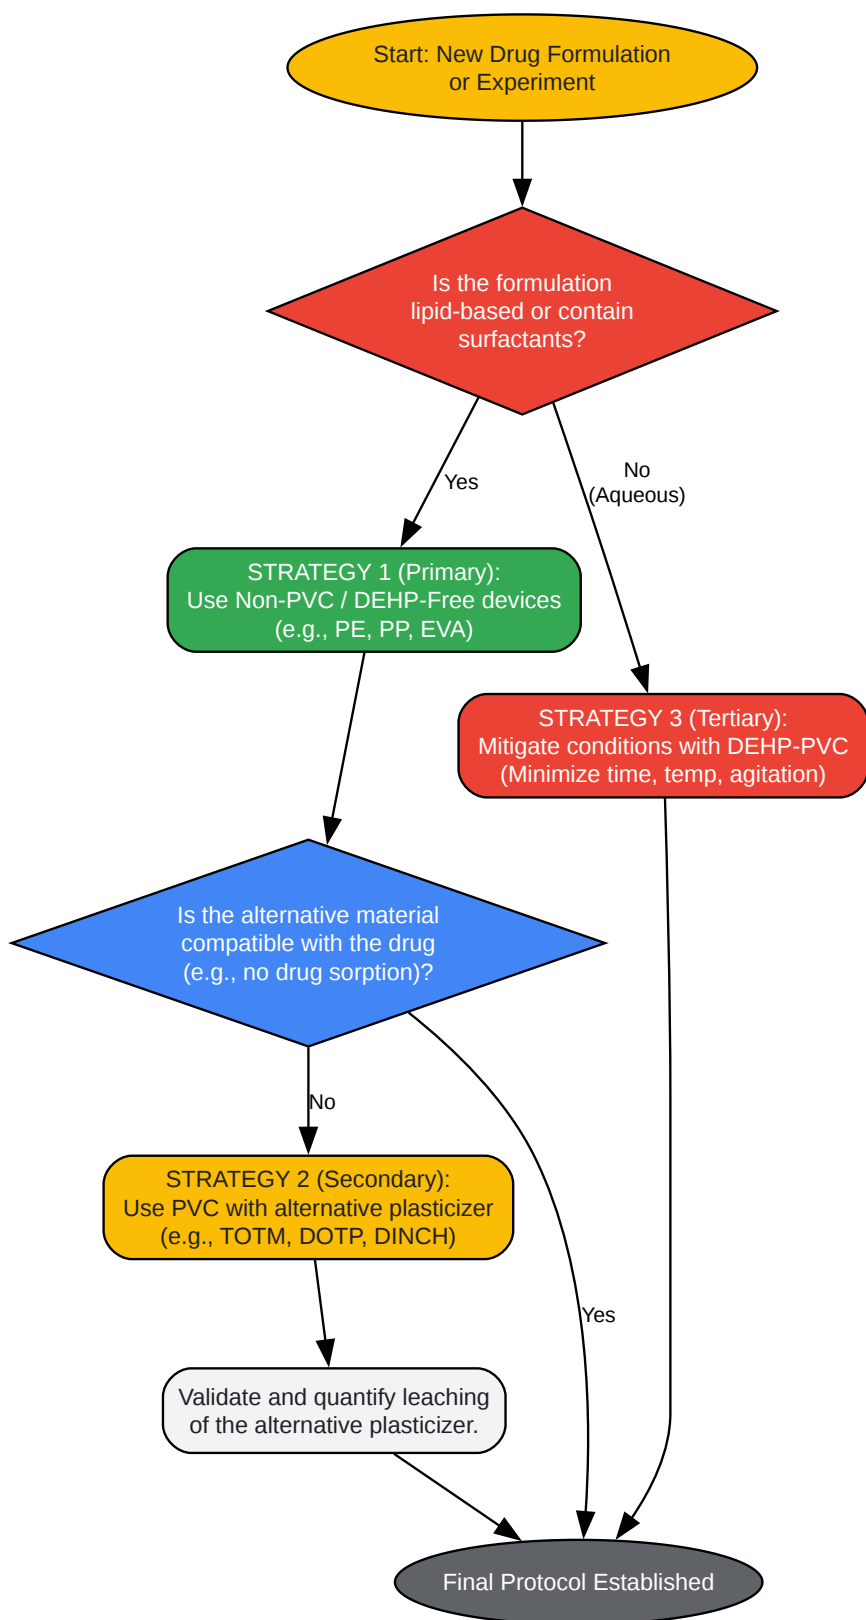 Start: New Drug Formulation
or Experiment
Is the formulation
lipid-based or contain
surfactants?
Yes
No
(Aqueous)
STRATEGY 1 (Primary):
Use Non-PVC / DEHP-Free devices
(e.g., PE, PP, EVA)
STRATEGY 3 (Tertiary):
Mitigate conditions with DEHP-PVC
(Minimize time, temp, agitation)
Is the alternative material
compatible with the drug
(e.g., no drug sorption)?
No
STRATEGY 2 (Secondary):
Use PVC with alternative plasticizer
(e.g., TOTM, DOTP, DINCH)
Yes
Validate and quantify leaching
of the alternative plasticizer.
Final Protocol Established